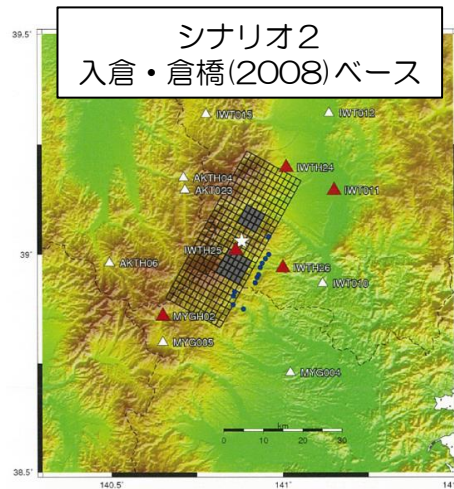 シナリオ2
入倉・倉橋(2008)ベース
39.5˚
IWT015
IWT012
IWTH24
AKTH04
AKT023
IWT011
39˚
IWTH25
AKTH06
IWTH26
IWT010
MYGH02
MYG005
MYG004
km
0 10 20 30
38.5˚
140.5˚
141˚